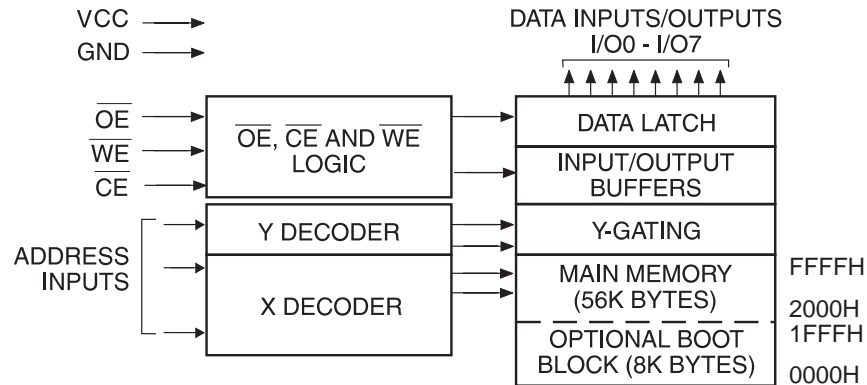 VCC
GND
DATA INPUTS/OUTPUTS
I/O0 - I/O7
OE
WE
CE
OE, CE AND WE
LOGIC
DATA LATCH
INPUT/OUTPUT
BUFFERS
ADDRESS
INPUTS
Y DECODER
Y-GATING
X DECODER
MAIN MEMORY
(56K BYTES)
OPTIONAL BOOT
BLOCK (8K BYTES)
FFFFH
2000H
1FFFH
0000H